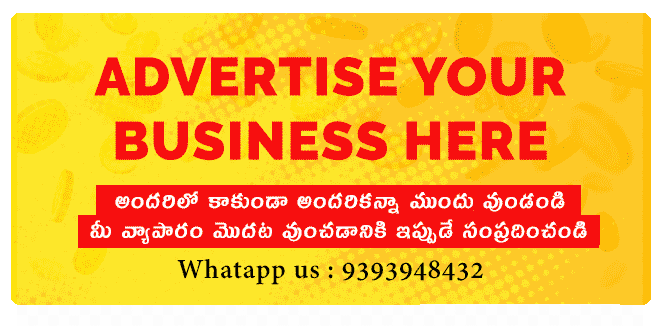 ADVERTISE YOUR
BUSINESS HERE
అందరిలో కాకుండా అందరికన్నా ముందు వుండండి
మీ వ్యాపారం మొదట వుంచడానికి ఇప్పుడే సంప్రదించండి
Whatapp us : 9393948432